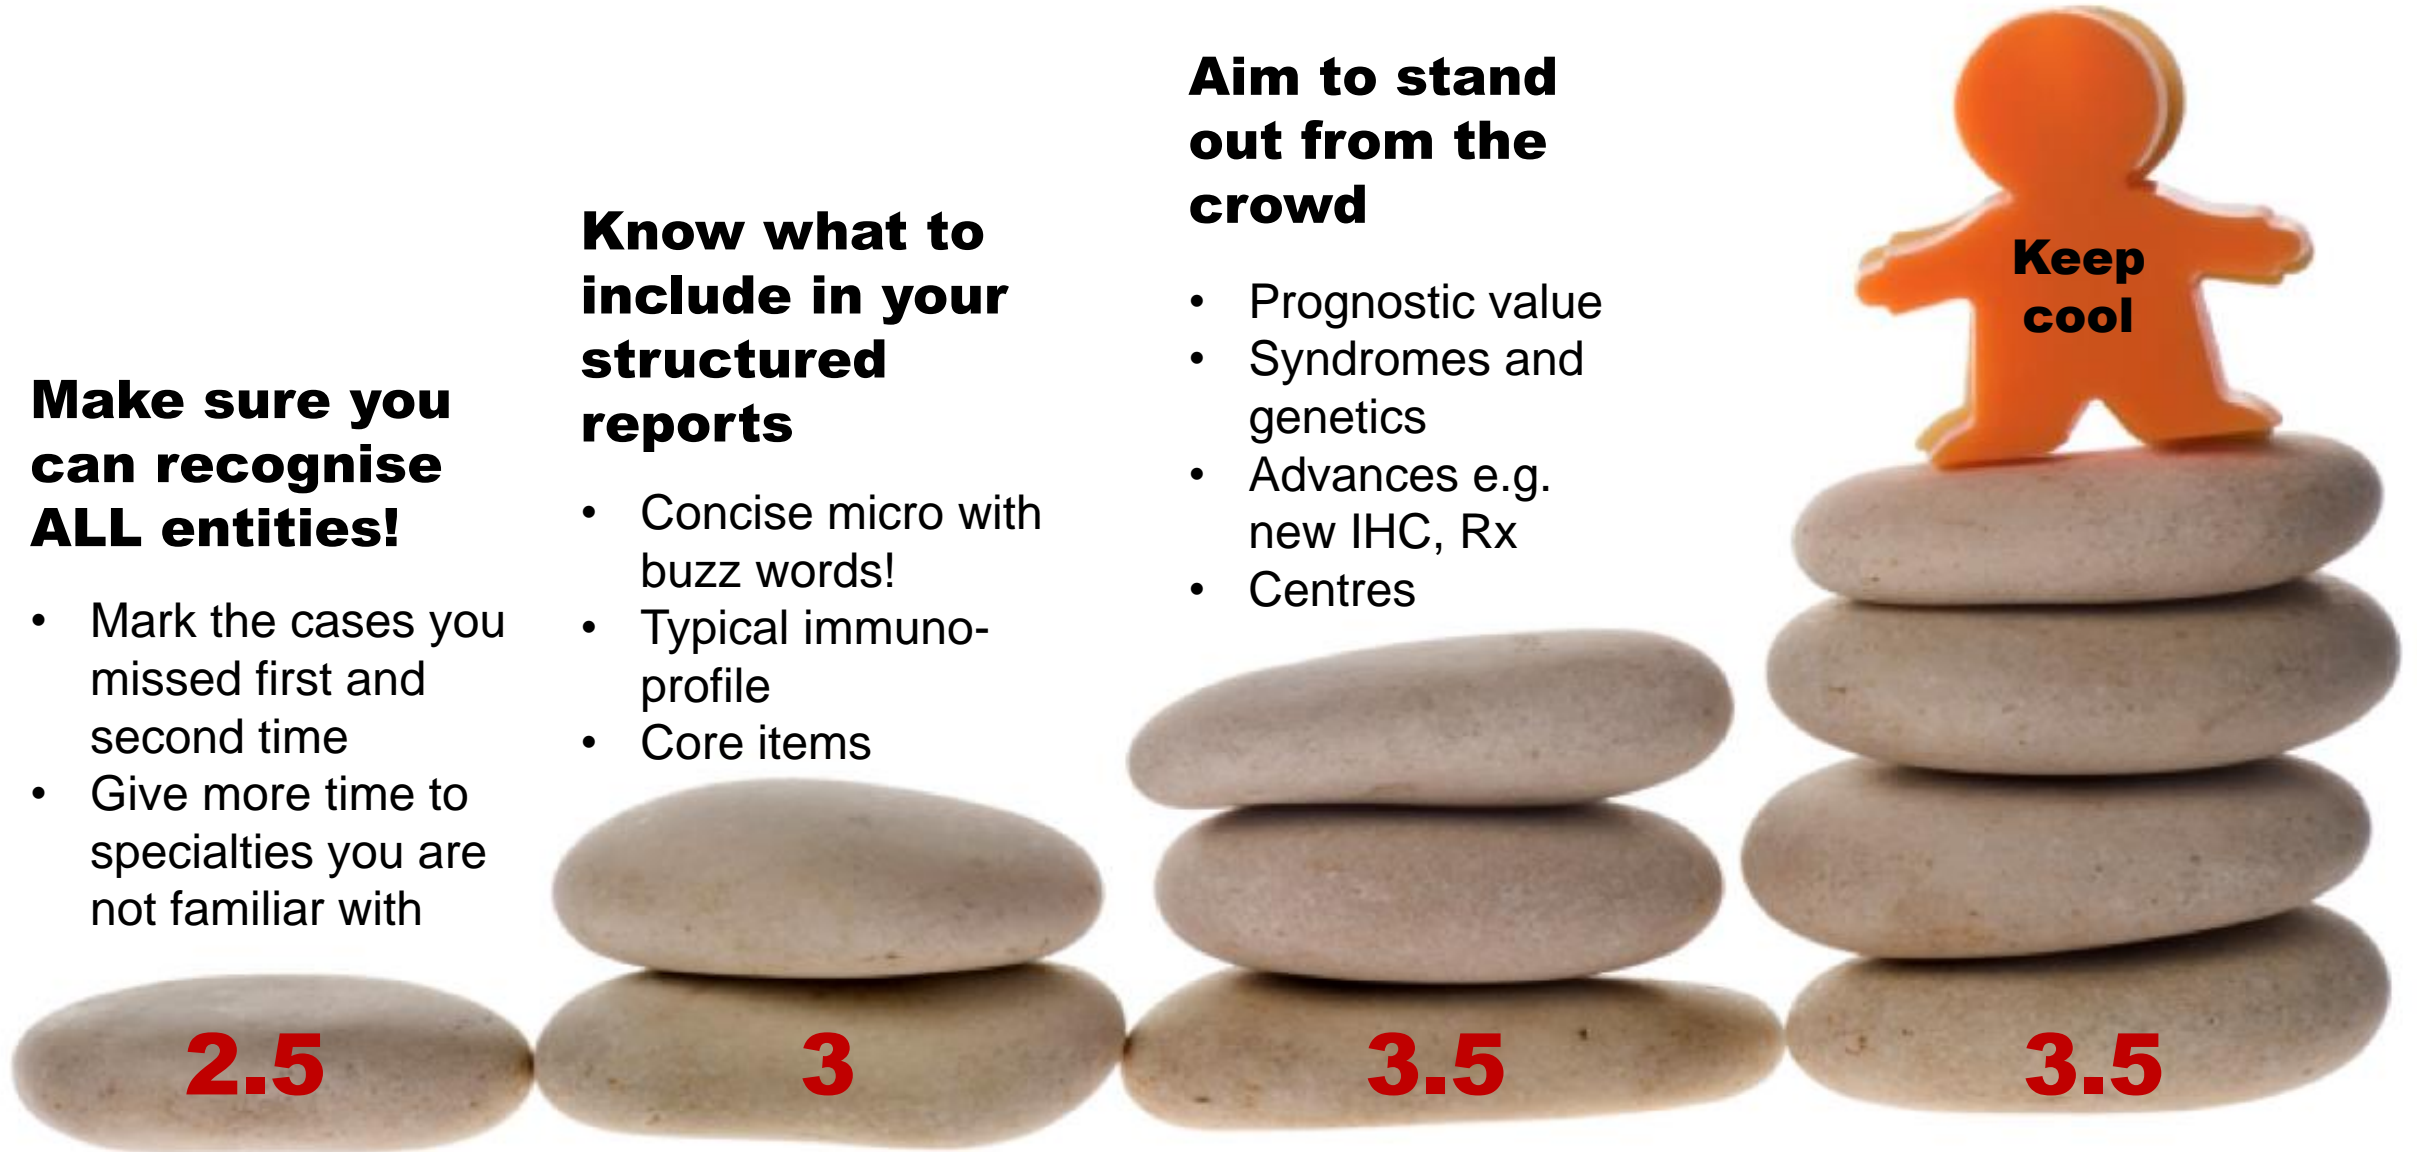 Make sure you
can recognise
ALL entities!
• Mark the cases you
missed first and
second time
• Give more time to
specialties you are
not familiar with
2.5
Know what to
include in your
structured
reports
• Concise micro with
buzz words!
• Typical immuno-
profile
• Core items
3
Aim to stand
out from the
crowd
• Prognostic value
• Syndromes and
genetics
• Advances e.g.
new IHC, Rx
• Centres
3.5
Keep
cool
3.5